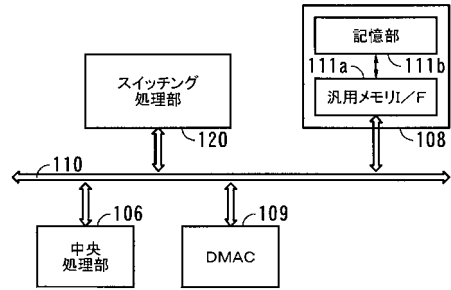 記憶部
111a
111b
汎用メモリI/F
108
スイッチング
処理部
120
110
106
中央
処理部
109
DMAC